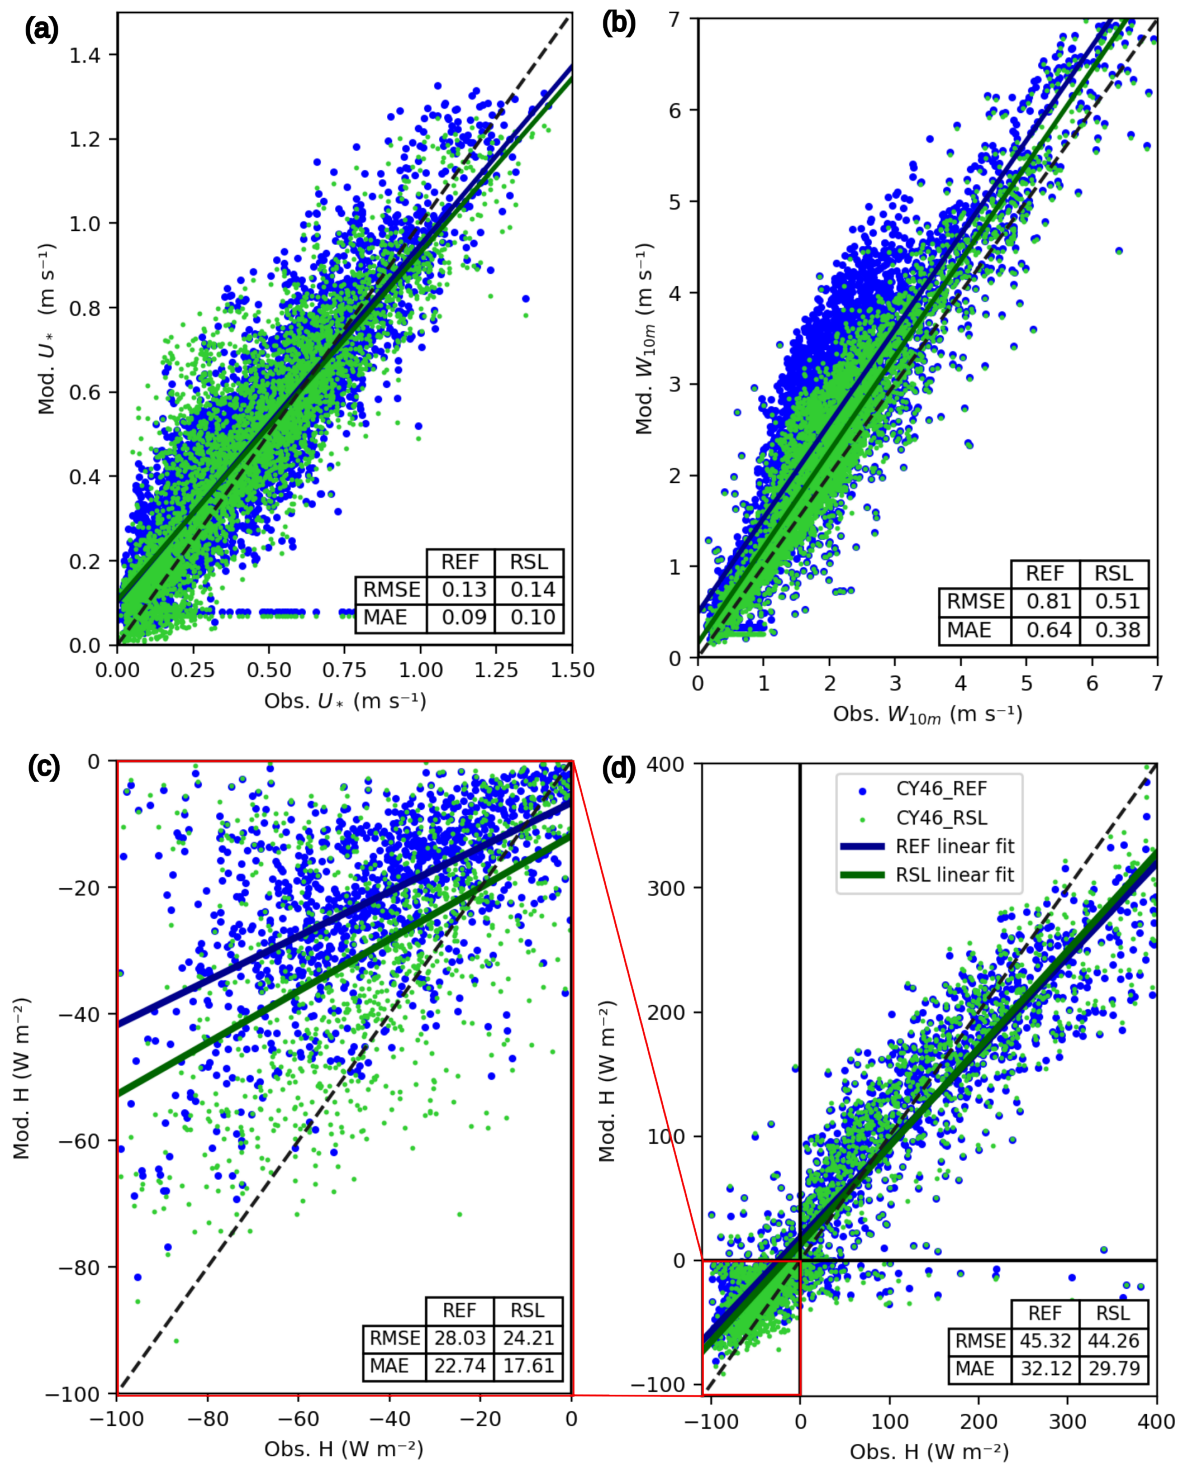 (a)
1.4
1.2
1.0
0.8
0.6
0.4
0.2
0.0
Mod. U* (m s⁻¹)
REF RSL
RMSE 0.13 0.14
MAE 0.09 0.10
0.00 0.25 0.50 0.75 1.00 1.25 1.50
Obs. U* (m s⁻¹)
(b)
7
6
5
4
3
2
1
0
Mod. W10m (m s⁻¹)
REF RSL
RMSE 0.81 0.51
MAE 0.64 0.38
0 1 2 3 4 5 6 7
Obs. W10m (m s⁻¹)
(c)
0
−20
−40
−60
−80
−100
Mod. H (W m⁻²)
REF RSL
RMSE 28.03 24.21
MAE 22.74 17.61
−100 −80 −60 −40 −20 0
Obs. H (W m⁻²)
(d)
400
300
200
100
0
−100
Mod. H (W m⁻²)
CY46_REF
CY46_RSL
REF linear fit
RSL linear fit
REF RSL
RMSE 45.32 44.26
MAE 32.12 29.79
−100 0 100 200 300 400
Obs. H (W m⁻²)